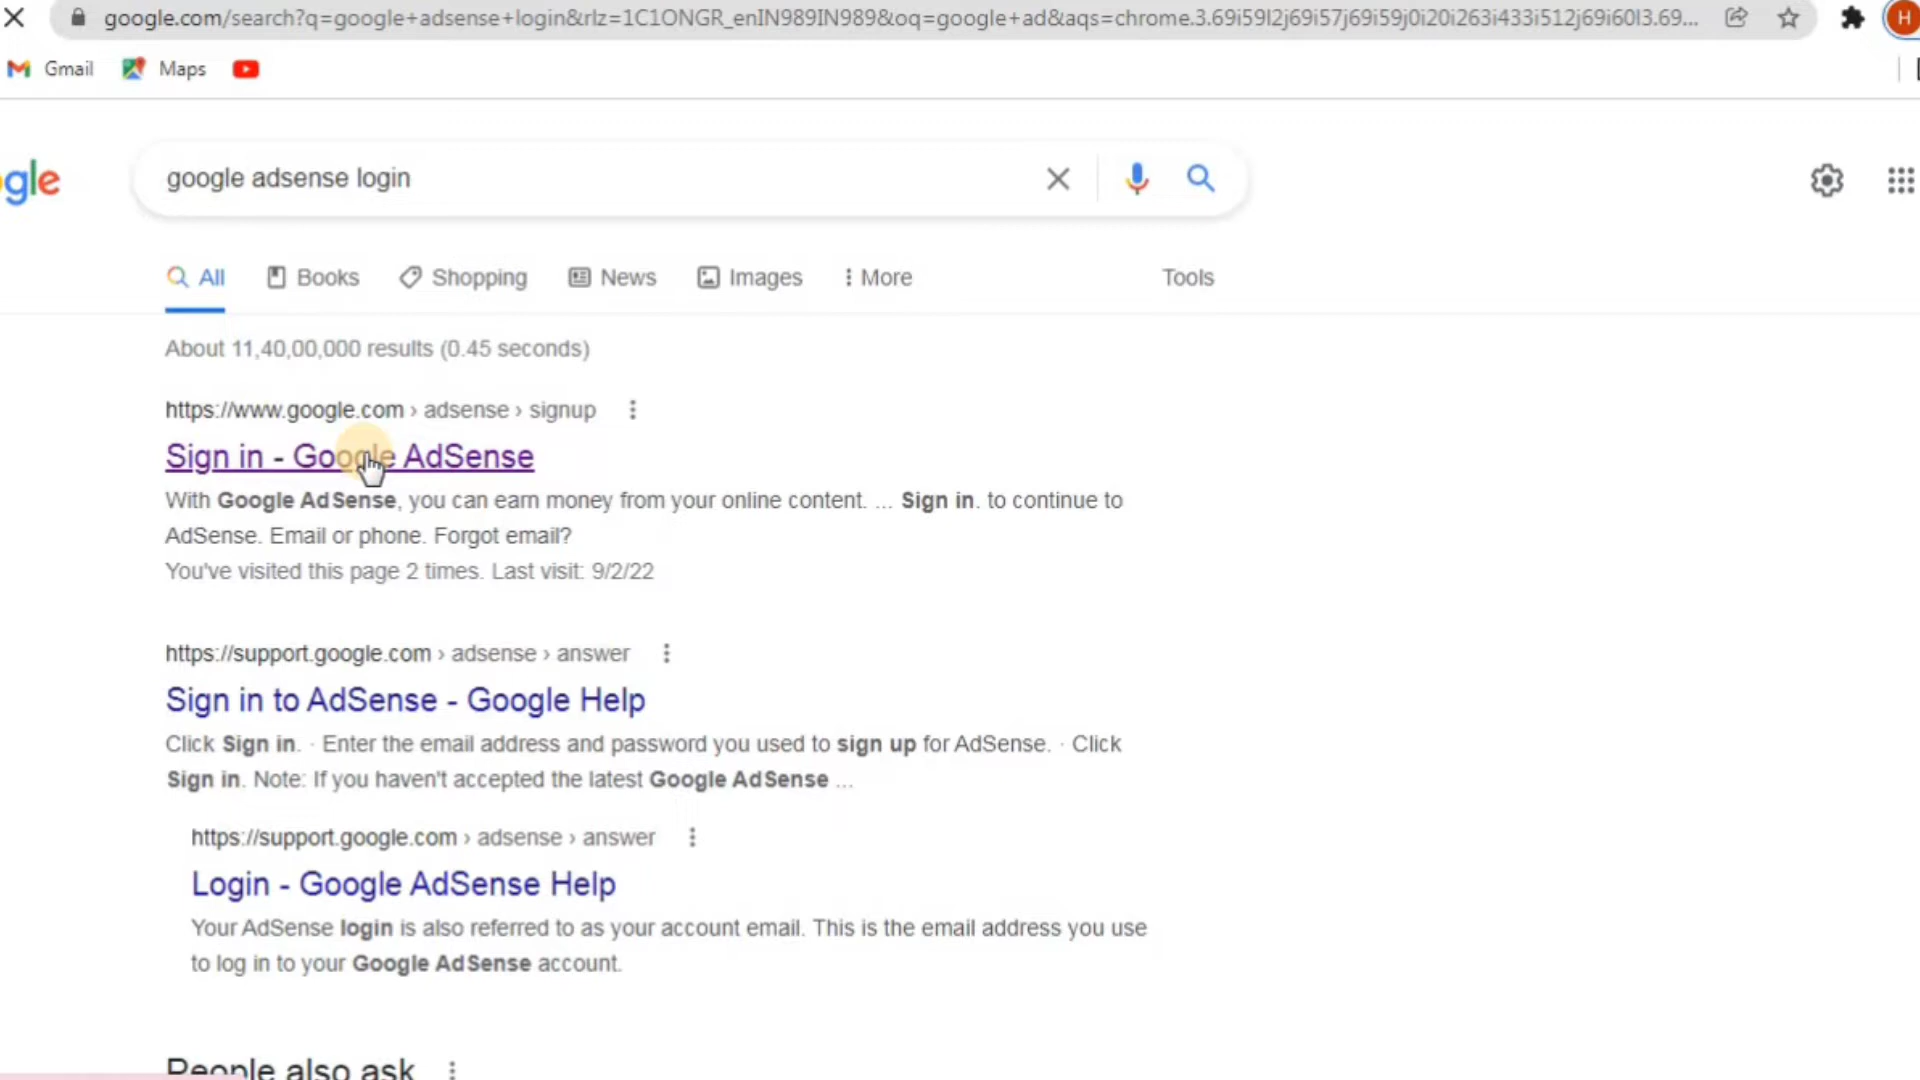 google.com/search?q=google+adsense+login&rlz=1C1ONGR_enIN989IN989&oq=google+ad&aqs=chrome.3.69i59l2j69i57j69i59j0i20i263i433i512j69i60l3.69...
H
Gmail Maps
gle
google adsense login
All Books Shopping News Images More Tools
About 11,40,00,000 results (0.45 seconds)
https://www.google.com › adsense › signup
Sign in - Google AdSense
With Google AdSense, you can earn money from your online content. ... Sign in. to continue to
AdSense. Email or phone. Forgot email?
You've visited this page 2 times. Last visit: 9/2/22
https://support.google.com › adsense › answer
Sign in to AdSense - Google Help
Click Sign in. · Enter the email address and password you used to sign up for AdSense. · Click
Sign in. Note: If you haven't accepted the latest Google AdSense ...
https://support.google.com › adsense › answer
Login - Google AdSense Help
Your AdSense login is also referred to as your account email. This is the email address you use
to log in to your Google AdSense account.
People also ask